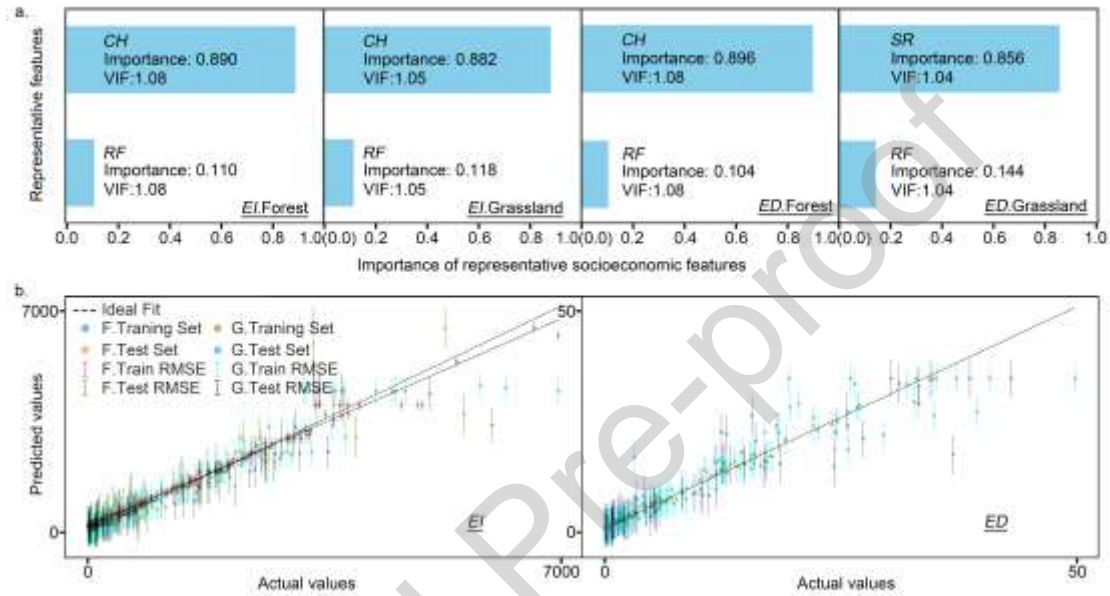 a.
Representative features
CH
Importance: 0.890
VIF:1.08
RF
Importance: 0.110
VIF:1.08
EI.Forest
CH
Importance: 0.882
VIF:1.05
RF
Importance: 0.118
VIF:1.05
EI.Grassland
CH
Importance: 0.896
VIF:1.08
RF
Importance: 0.104
VIF:1.08
ED.Forest
SR
Importance: 0.856
VIF:1.04
RF
Importance: 0.144
VIF:1.04
ED.Grassland
0.0 0.2 0.4 0.6 0.8 1.0(0.0) 0.2 0.4 0.6 0.8 1.0(0.0) 0.2 0.4 0.6 0.8 1.0(0.0) 0.2 0.4 0.6 0.8 1.0
Importance of representative socioeconomic features
b.
Predicted values
7000
0
Ideal Fit
F.Traning Set G.Traning Set
F.Test Set G.Test Set
F.Train RMSE G.Train RMSE
F.Test RMSE G.Test RMSE
EI
0 7000
Actual values
50
0
ED
0 50
Actual values
Pre-proof